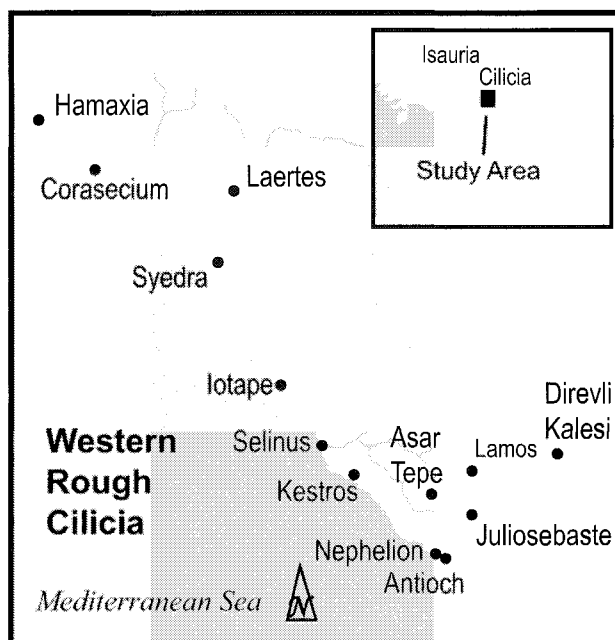 Isauria
Cilicia
Study Area
Hamaxia
Corasecium
Laertes
Syedra
Iotape
Western
Rough
Cilicia
Selinus
Kestros
Asar
Tepe
Lamos
Direvli
Kalesi
Juliosebaste
Nephelion
Antioch
Mediterranean Sea
N